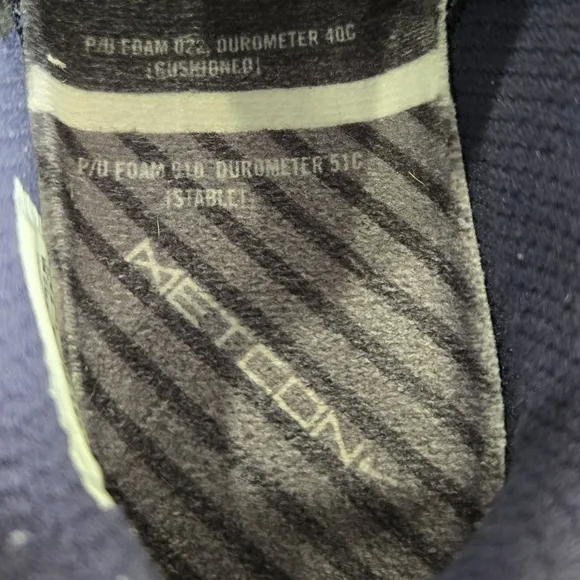 P/U FOAM 022, DUROMETER 40C
[CUSHIONED]
P/U FOAM 010, DUROMETER 51C
[STABLE]
METCON